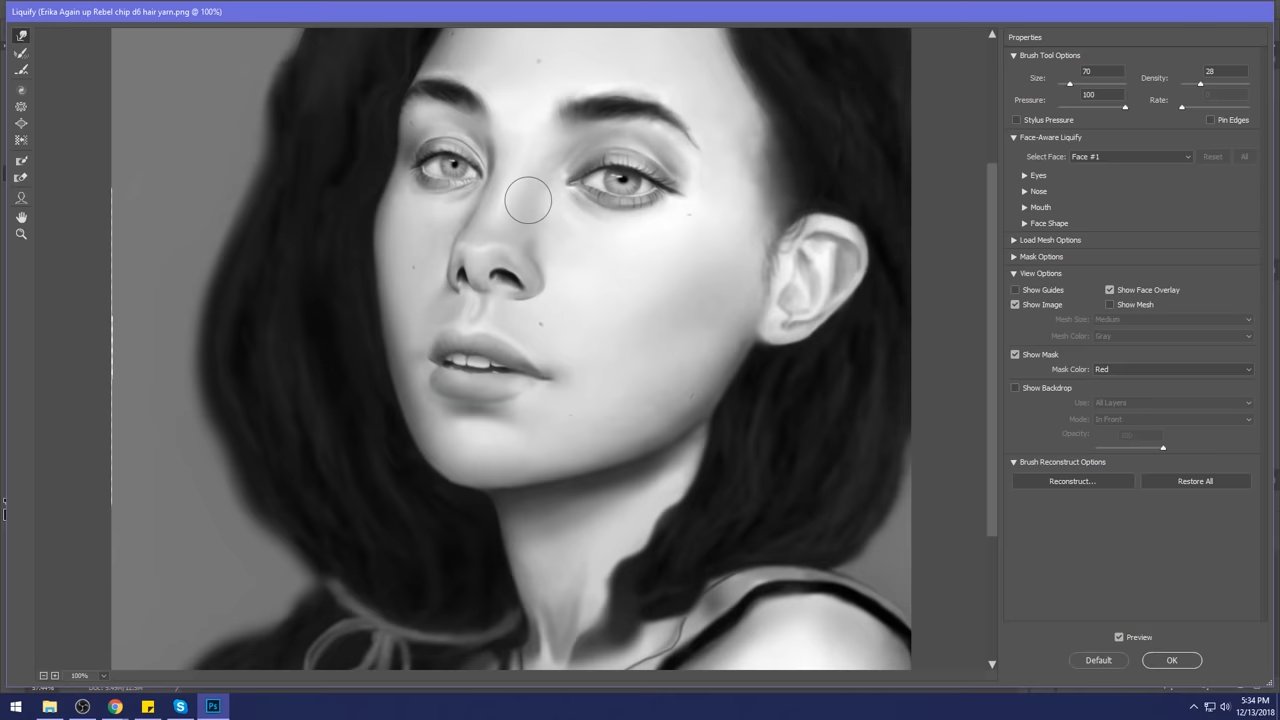 Liquify (Erika Again up Rebel chip d6 hair yarn.png @ 100%)
Properties
Brush Tool Options
Size: 70 Density: 28
Pressure: 100 Rate: 0
Stylus Pressure Pin Edges
Face-Aware Liquify
Select Face: Face #1 Reset All
Eyes
Nose
Mouth
Face Shape
Load Mesh Options
Mask Options
View Options
Show Guides Show Face Overlay
Show Image Show Mesh
Mesh Size: Medium
Mesh Color: Gray
Show Mask
Mask Color: Red
Show Backdrop
Use: All Layers
Mode: In Front
Opacity:
Brush Reconstruct Options
Reconstruct... Restore All
Preview
Default OK
100%
Ps
5:34 PM
12/13/2018